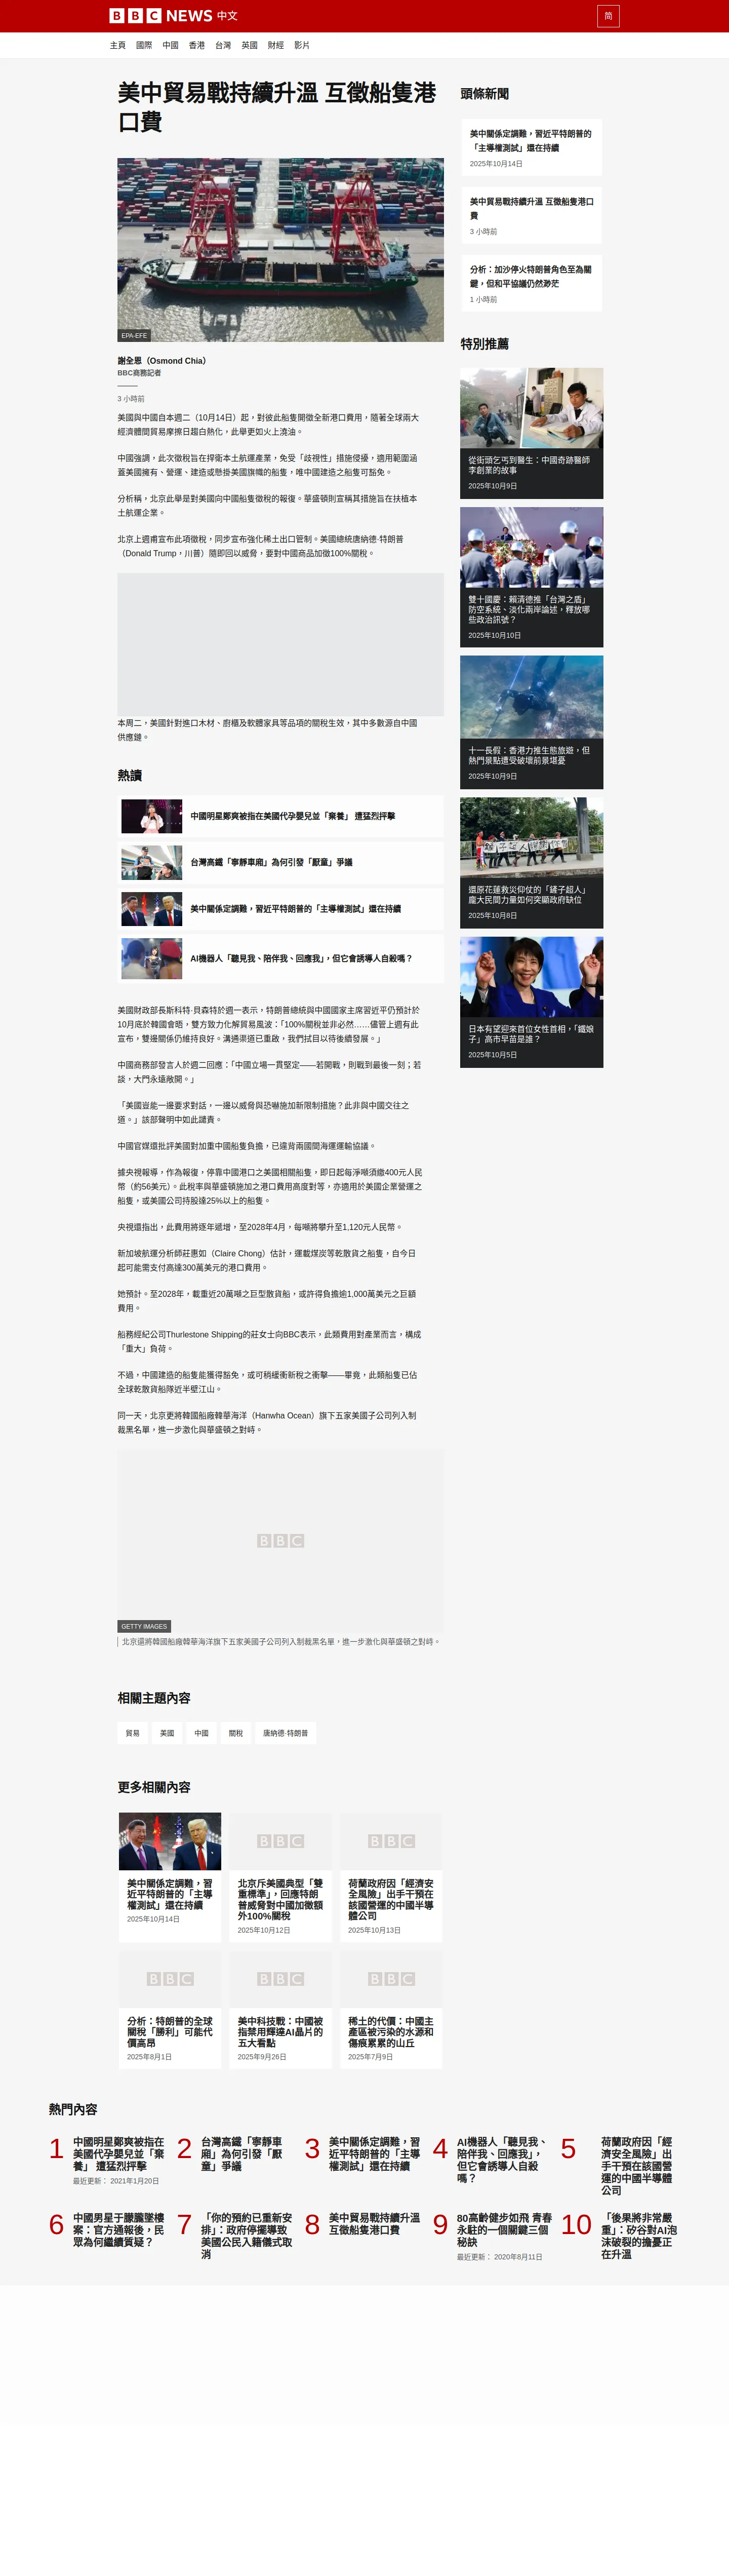 BBC NEWS 中文
简
主頁 國際 中國 香港 台灣 英國 財經 影片
美中貿易戰持續升溫 互徵船隻港
口費
EPA-EFE
謝全恩（Osmond Chia）
BBC商務記者
3 小時前
美國與中國自本週二（10月14日）起，對彼此船隻開徵全新港口費用，隨著全球兩大
經濟體間貿易摩擦日趨白熱化，此舉更如火上澆油。
中國強調，此次徵稅旨在捍衛本土航運產業，免受「歧視性」措施侵擾，適用範圍涵
蓋美國擁有、營運、建造或懸掛美國旗幟的船隻，唯中國建造之船隻可豁免。
分析稱，北京此舉是對美國向中國船隻徵稅的報復。華盛頓則宣稱其措施旨在扶植本
土航運企業。
北京上週甫宣布此項徵稅，同步宣布強化稀土出口管制。美國總統唐納德·特朗普
（Donald Trump，川普）隨即回以威脅，要對中國商品加徵100%關稅。
本周二，美國針對進口木材、廚櫃及軟體家具等品項的關稅生效，其中多數源自中國
供應鏈。
熱讀
中國明星鄭爽被指在美國代孕嬰兒並「棄養」 遭猛烈抨擊
台灣高鐵「寧靜車廂」為何引發「厭童」爭議
美中關係定調難，習近平特朗普的「主導權測試」還在持續
AI機器人「聽見我、陪伴我、回應我」，但它會誘導人自殺嗎？
美國財政部長斯科特·貝森特於週一表示，特朗普總統與中國國家主席習近平仍預計於
10月底於韓國會晤，雙方致力化解貿易風波：「100%關稅並非必然……儘管上週有此
宣布，雙邊關係仍維持良好。溝通渠道已重啟，我們拭目以待後續發展。」
中國商務部發言人於週二回應：「中國立場一貫堅定——若開戰，則戰到最後一刻；若
談，大門永遠敞開。」
「美國豈能一邊要求對話，一邊以威脅與恐嚇施加新限制措施？此非與中國交往之
道。」該部聲明中如此譴責。
中國官媒還批評美國對加重中國船隻負擔，已違背兩國間海運運輸協議。
據央視報導，作為報復，停靠中國港口之美國相關船隻，即日起每淨噸須繳400元人民
幣（約56美元）。此稅率與華盛頓施加之港口費用高度對等，亦適用於美國企業營運之
船隻，或美國公司持股達25%以上的船隻。
央視還指出，此費用將逐年遞增，至2028年4月，每噸將攀升至1,120元人民幣。
新加坡航運分析師莊惠如（Claire Chong）估計，運載煤炭等乾散貨之船隻，自今日
起可能需支付高達300萬美元的港口費用。
她預計。至2028年，載重近20萬噸之巨型散貨船，或許得負擔逾1,000萬美元之巨額
費用。
船務經紀公司Thurlestone Shipping的莊女士向BBC表示，此類費用對產業而言，構成
「重大」負荷。
不過，中國建造的船隻能獲得豁免，或可稍緩衝新稅之衝擊——畢竟，此類船隻已佔
全球乾散貨船隊近半壁江山。
同一天，北京更將韓國船廠韓華海洋（Hanwha Ocean）旗下五家美國子公司列入制
裁黑名單，進一步激化與華盛頓之對峙。
BBC
GETTY IMAGES
北京還將韓國船廠韓華海洋旗下五家美國子公司列入制裁黑名單，進一步激化與華盛頓之對峙。
相關主題內容
貿易 美國 中國 關稅 唐納德·特朗普
更多相關內容
美中關係定調難，習
近平特朗普的「主導
權測試」還在持續
2025年10月14日
BBC
北京斥美國典型「雙
重標準」，回應特朗
普威脅對中國加徵額
外100%關稅
2025年10月12日
BBC
荷蘭政府因「經濟安
全風險」出手干預在
該國營運的中國半導
體公司
2025年10月13日
BBC
分析：特朗普的全球
關稅「勝利」可能代
價高昂
2025年8月1日
BBC
美中科技戰：中國被
指禁用輝達AI晶片的
五大看點
2025年9月26日
BBC
稀土的代價：中國主
產區被污染的水源和
傷痕累累的山丘
2025年7月9日
頭條新聞
美中關係定調難，習近平特朗普的
「主導權測試」還在持續
2025年10月14日
美中貿易戰持續升溫 互徵船隻港口
費
3 小時前
分析：加沙停火特朗普角色至為關
鍵，但和平協議仍然渺茫
1 小時前
特別推薦
從街頭乞丐到醫生：中國奇跡醫師
李創業的故事
2025年10月9日
雙十國慶：賴清德推「台灣之盾」
防空系統、淡化兩岸論述，釋放哪
些政治訊號？
2025年10月10日
十一長假：香港力推生態旅遊，但
熱門景點遭受破壞前景堪憂
2025年10月9日
還原花蓮救災仰仗的「鏟子超人」
龐大民間力量如何突顯政府缺位
2025年10月8日
日本有望迎來首位女性首相，「鐵娘
子」高市早苗是誰？
2025年10月5日
熱門內容
1
中國明星鄭爽被指在
美國代孕嬰兒並「棄
養」 遭猛烈抨擊
最近更新： 2021年1月20日
2
台灣高鐵「寧靜車
廂」為何引發「厭
童」爭議
3
美中關係定調難，習
近平特朗普的「主導
權測試」還在持續
4
AI機器人「聽見我、
陪伴我、回應我」，
但它會誘導人自殺
嗎？
5
荷蘭政府因「經
濟安全風險」出
手干預在該國營
運的中國半導體
公司
6
中國男星于朦朧墜樓
案：官方通報後，民
眾為何繼續質疑？
7
「你的預約已重新安
排」：政府停擺導致
美國公民入籍儀式取
消
8
美中貿易戰持續升溫
互徵船隻港口費
9
80高齡健步如飛 青春
永駐的一個關鍵三個
秘訣
最近更新： 2020年8月11日
10
「後果將非常嚴
重」：矽谷對AI泡
沫破裂的擔憂正
在升溫